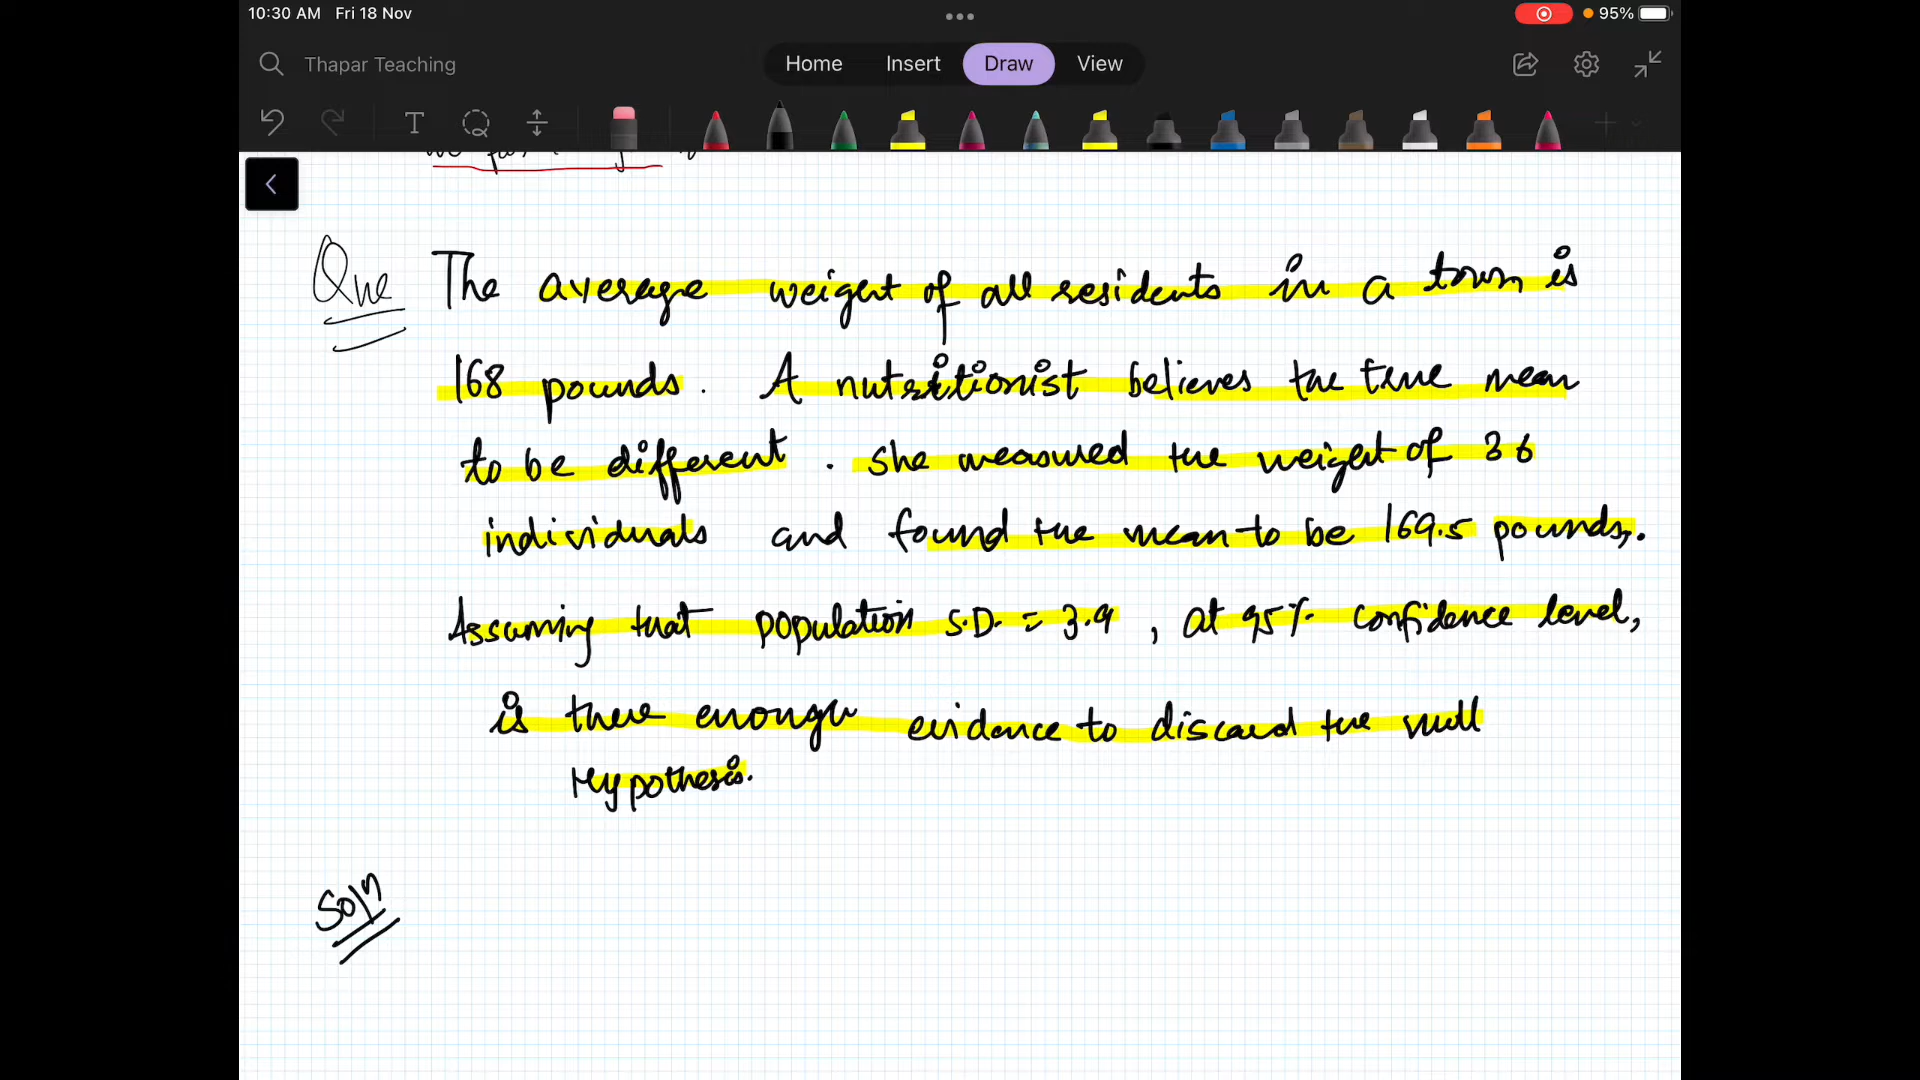 10:30 AM Fri 18 Nov
95%
Thapar Teaching
Home Insert Draw View
T
Que The average weight of all residents in a town is
168 pounds. A nutritionist believes the true mean
to be different. She measured the weight of 36
individuals and found the mean to be 169.5 pounds.
Assuming that population S.D. = 3.9, at 95% confidence level,
is there enough evidence to discard the null
Hypothesis.
Soln